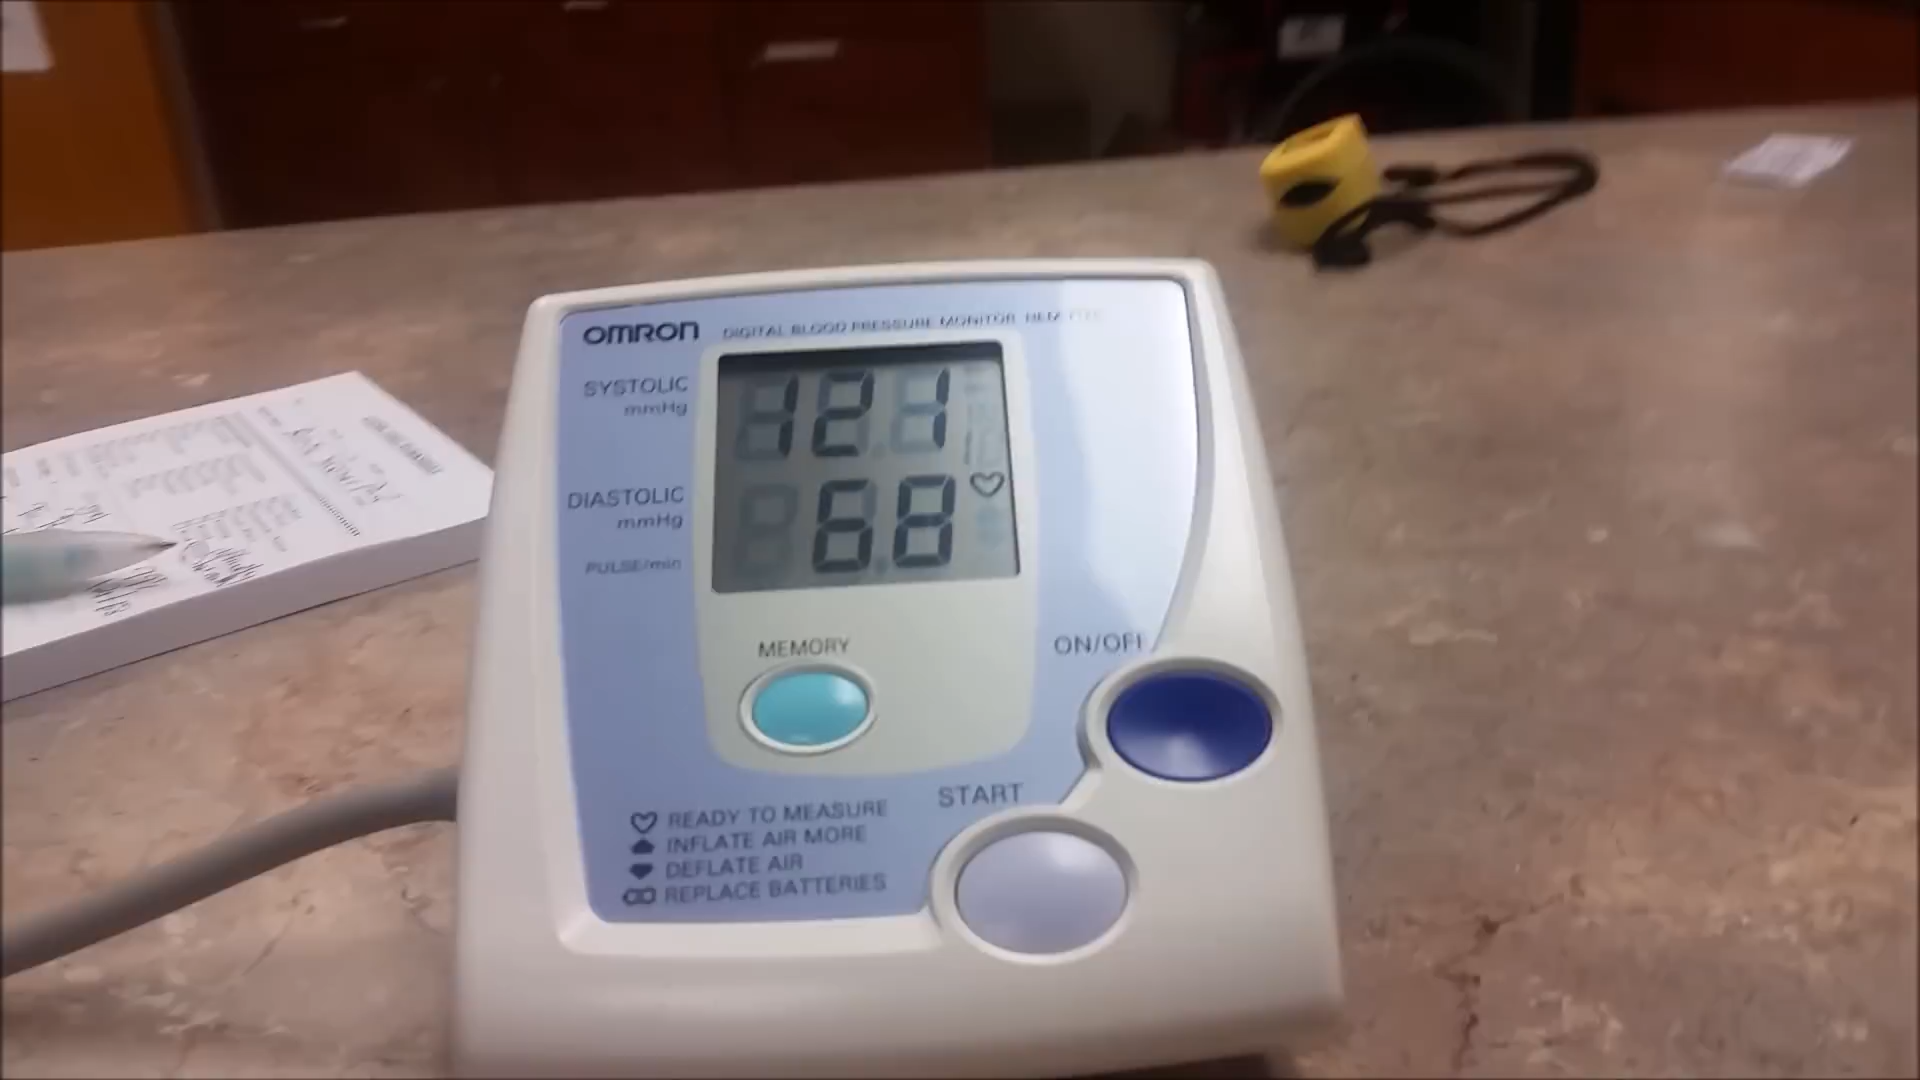 OMRON DIGITAL BLOOD PRESSURE MONITOR HEM
SYSTOLIC
mmHg
121
DIASTOLIC
mmHg
68
PULSE/min
MEMORY
ON/OFF
START
READY TO MEASURE
INFLATE AIR MORE
DEFLATE AIR
REPLACE BATTERIES